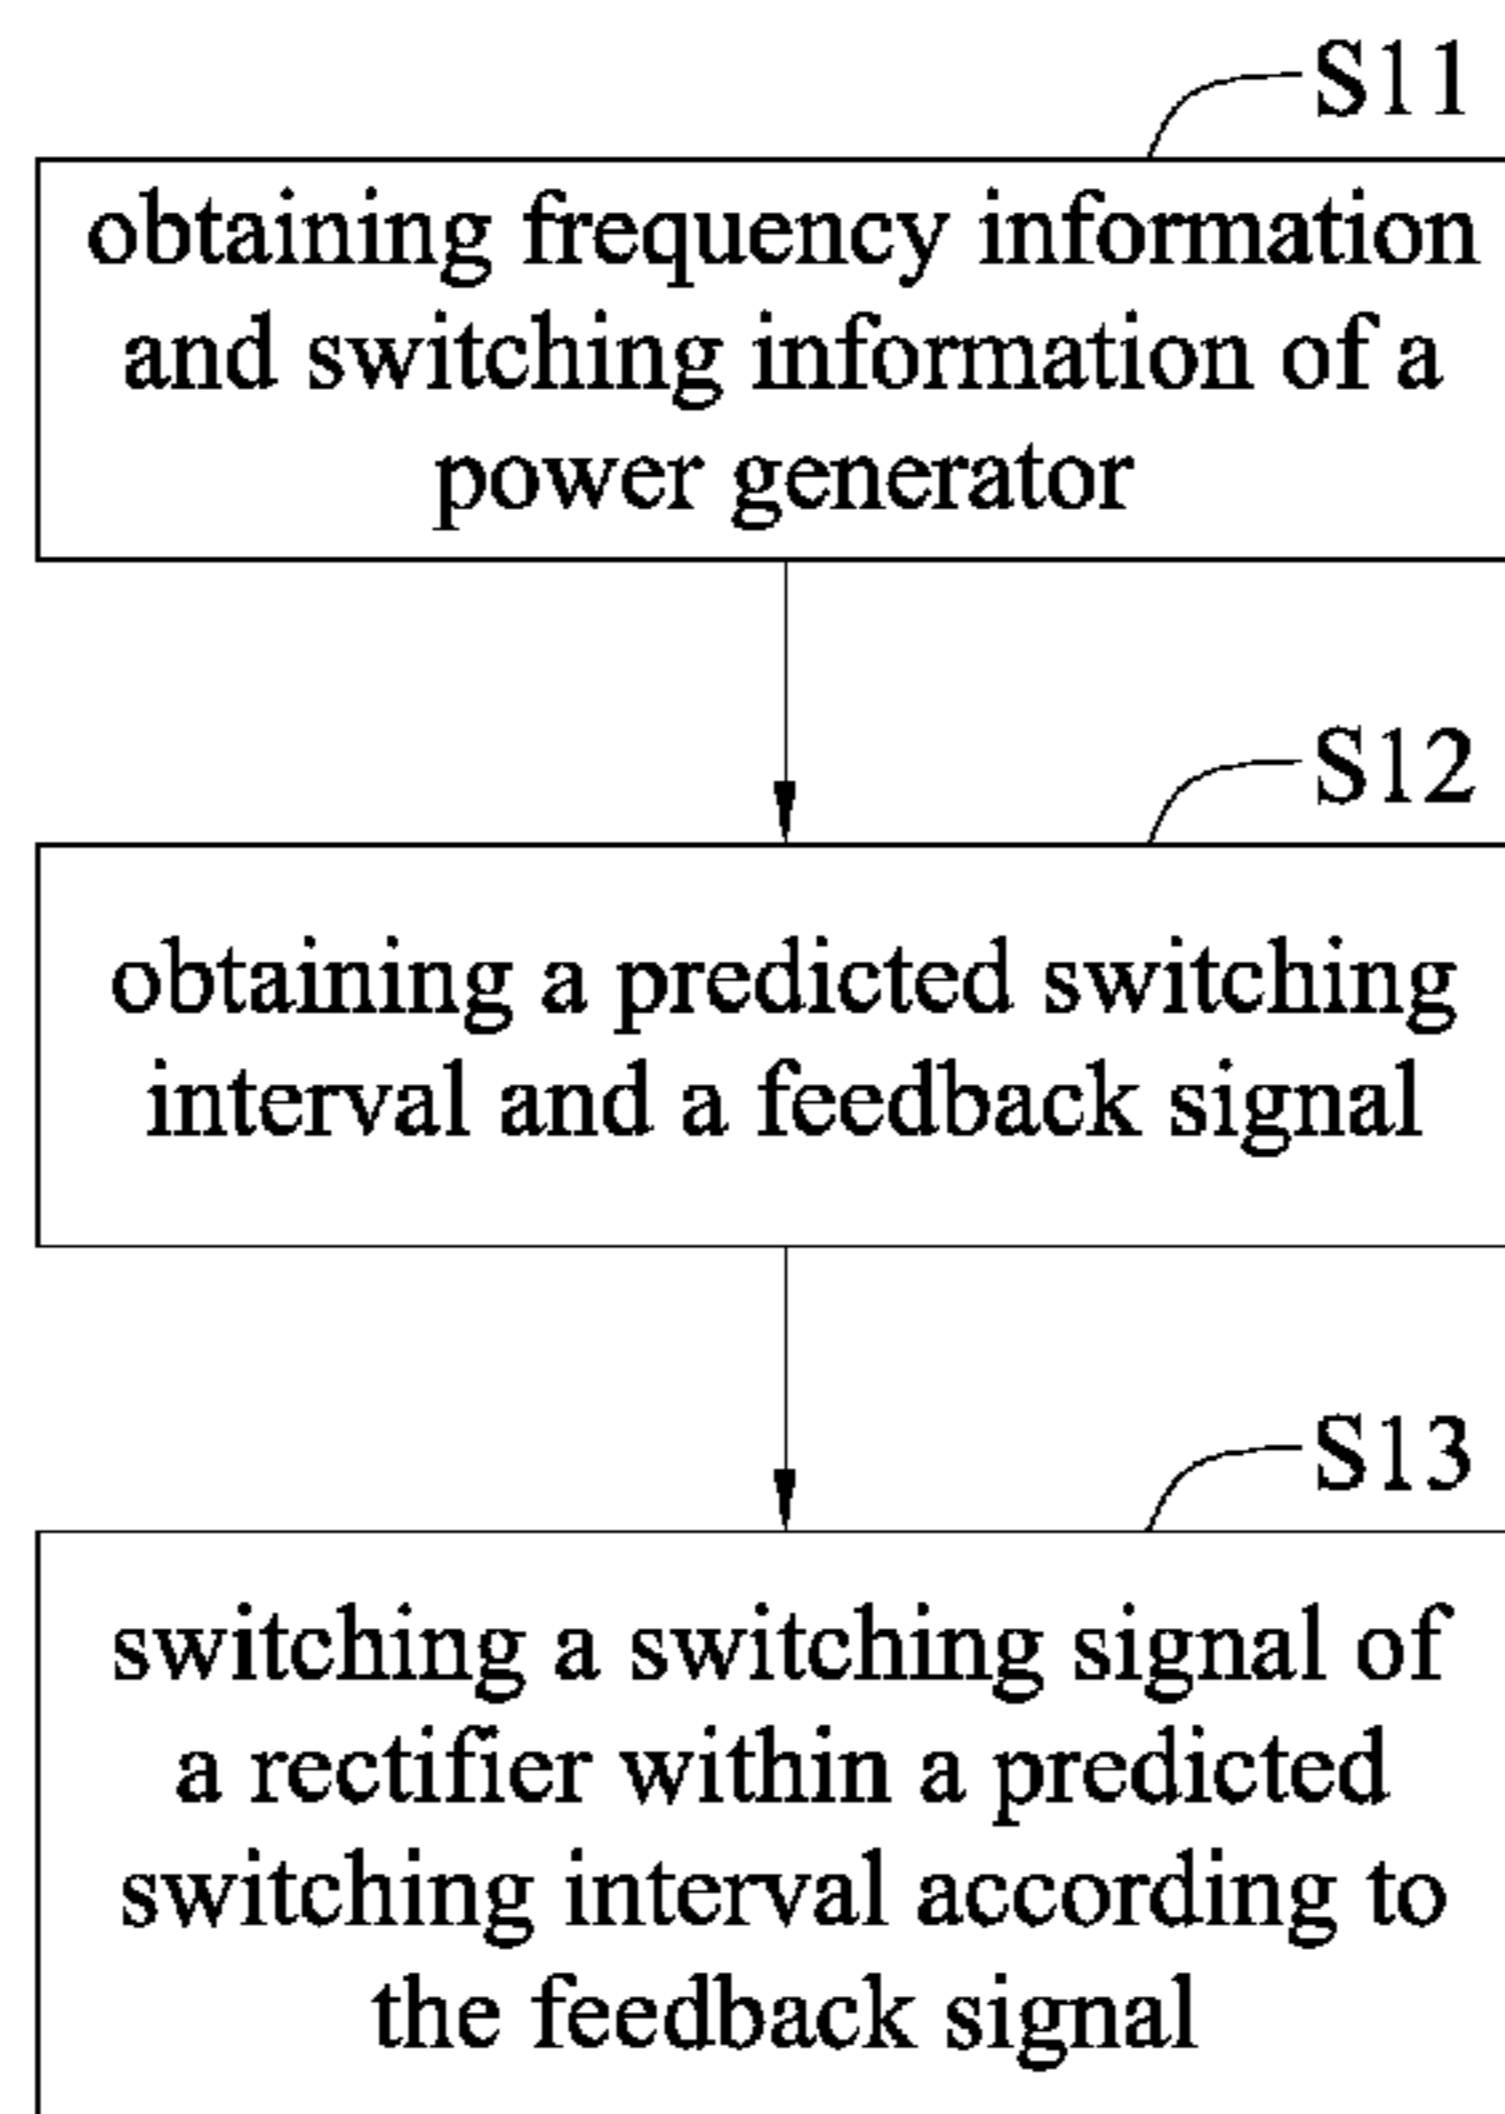 S11
obtaining frequency information
and switching information of a
power generator
S12
obtaining a predicted switching
interval and a feedback signal
S13
switching a switching signal of
a rectifier within a predicted
switching interval according to
the feedback signal